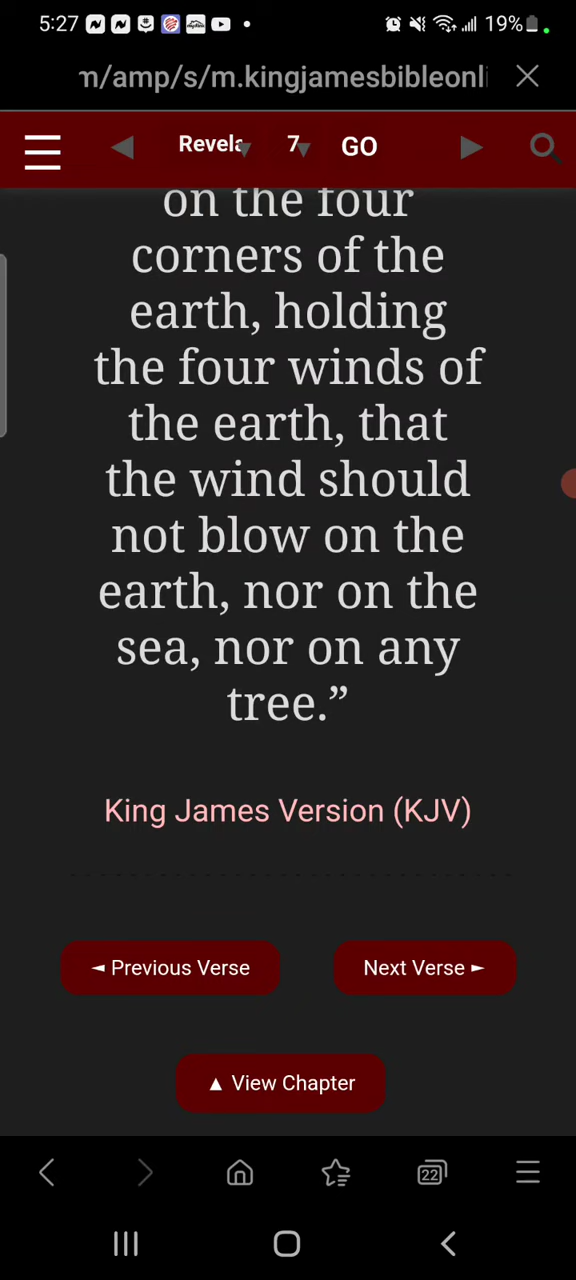 5:27
19%
m/amp/s/m.kingjamesbibleonli
Revela 7 GO
on the four
corners of the
earth, holding
the four winds of
the earth, that
the wind should
not blow on the
earth, nor on the
sea, nor on any
tree.”
King James Version (KJV)
◄ Previous Verse
Next Verse ►
▲ View Chapter
22